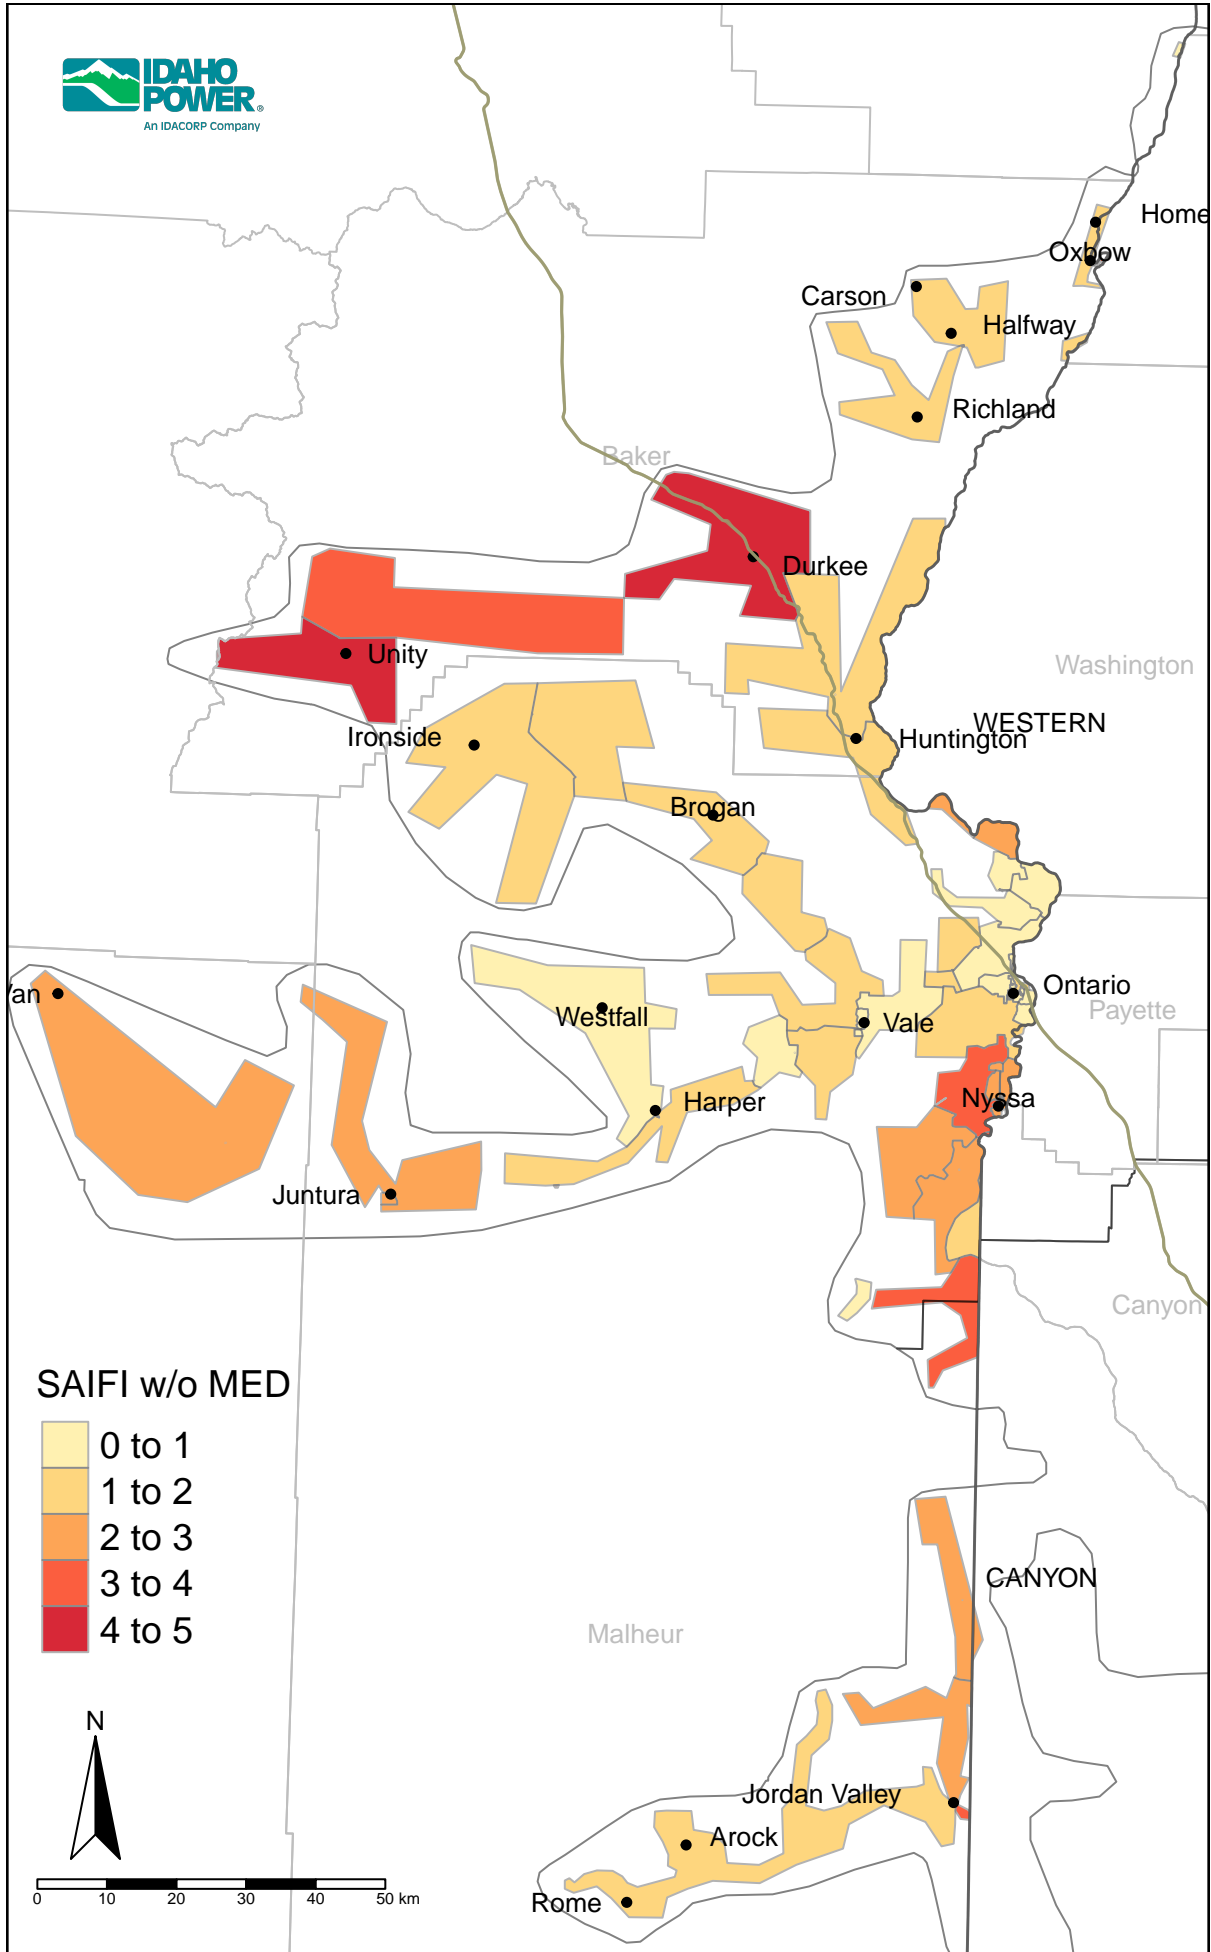 IDAHO
POWER®
An IDACORP Company
Home
Oxbow
Carson
Halfway
Richland
Baker
Durkee
Unity
Washington
WESTERN
Ironside
Huntington
Brogan
Van
Westfall
Ontario
Payette
Vale
Harper
Nyssa
Juntura
Canyon
SAIFI w/o MED
0 to 1
1 to 2
2 to 3
3 to 4
4 to 5
CANYON
Malheur
N
Jordan Valley
Arock
Rome
0 10 20 30 40 50 km